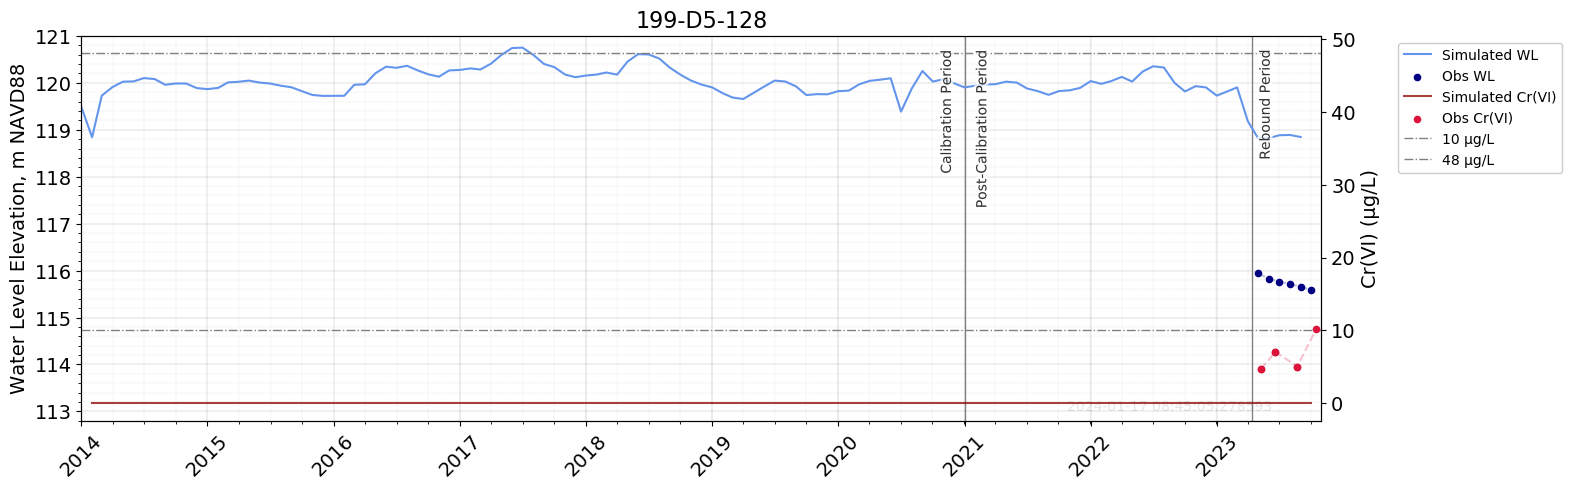 199-D5-128
Water Level Elevation, m NAVD88
121
120
119
118
117
116
115
114
113
50
40
30
20
10
0
Cr(VI) (μg/L)
Calibration Period
Post-Calibration Period
Rebound Period
Simulated WL
Obs WL
Simulated Cr(VI)
Obs Cr(VI)
10 μg/L
48 μg/L
2014
2015
2016
2017
2018
2019
2020
2021
2022
2023